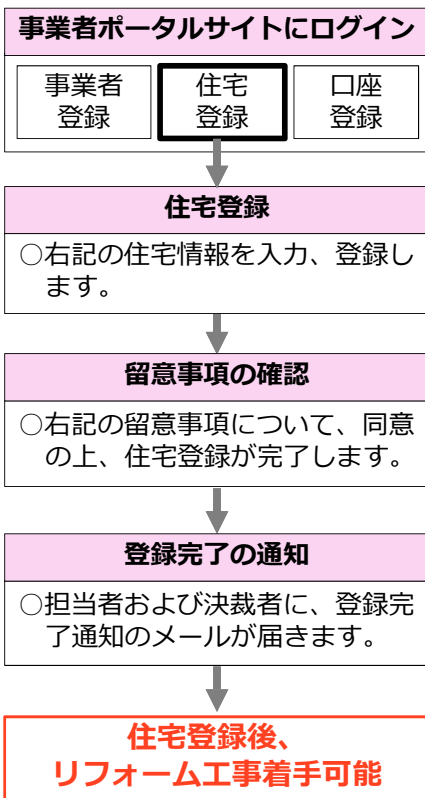 事業者ポータルサイトにログイン
事業者
登録
住宅
登録
口座
登録
住宅登録
○右記の住宅情報を入力、登録し
ます。
留意事項の確認
○右記の留意事項について、同意
の上、住宅登録が完了します。
登録完了の通知
○担当者および決裁者に、登録完
了通知のメールが届きます。
住宅登録後、
リフォーム工事着手可能